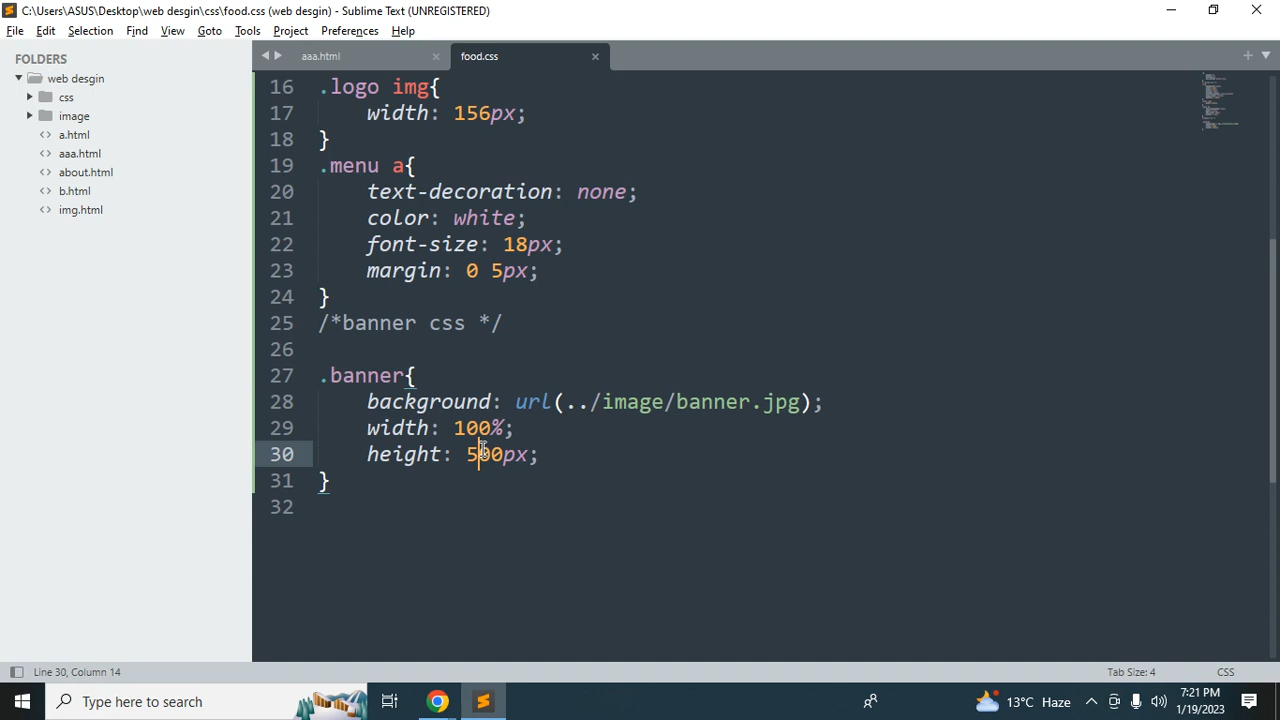 C:\Users\ASUS\Desktop\web desgin\css\food.css (web desgin) - Sublime Text (UNREGISTERED)
File Edit Selection Find View Goto Tools Project Preferences Help
FOLDERS
web desgin
css
image
a.html
aaa.html
about.html
b.html
img.html
aaa.html
food.css
16 .logo img{
17 width: 156px;
18 }
19 .menu a{
20 text-decoration: none;
21 color: white;
22 font-size: 18px;
23 margin: 0 5px;
24 }
25 /*banner css */
26
27 .banner{
28 background: url(../image/banner.jpg);
29 width: 100%;
30 height: 500px;
31 }
32
Line 30, Column 14
Tab Size: 4
CSS
Type here to search
13°C Haze
7:21 PM
1/19/2023